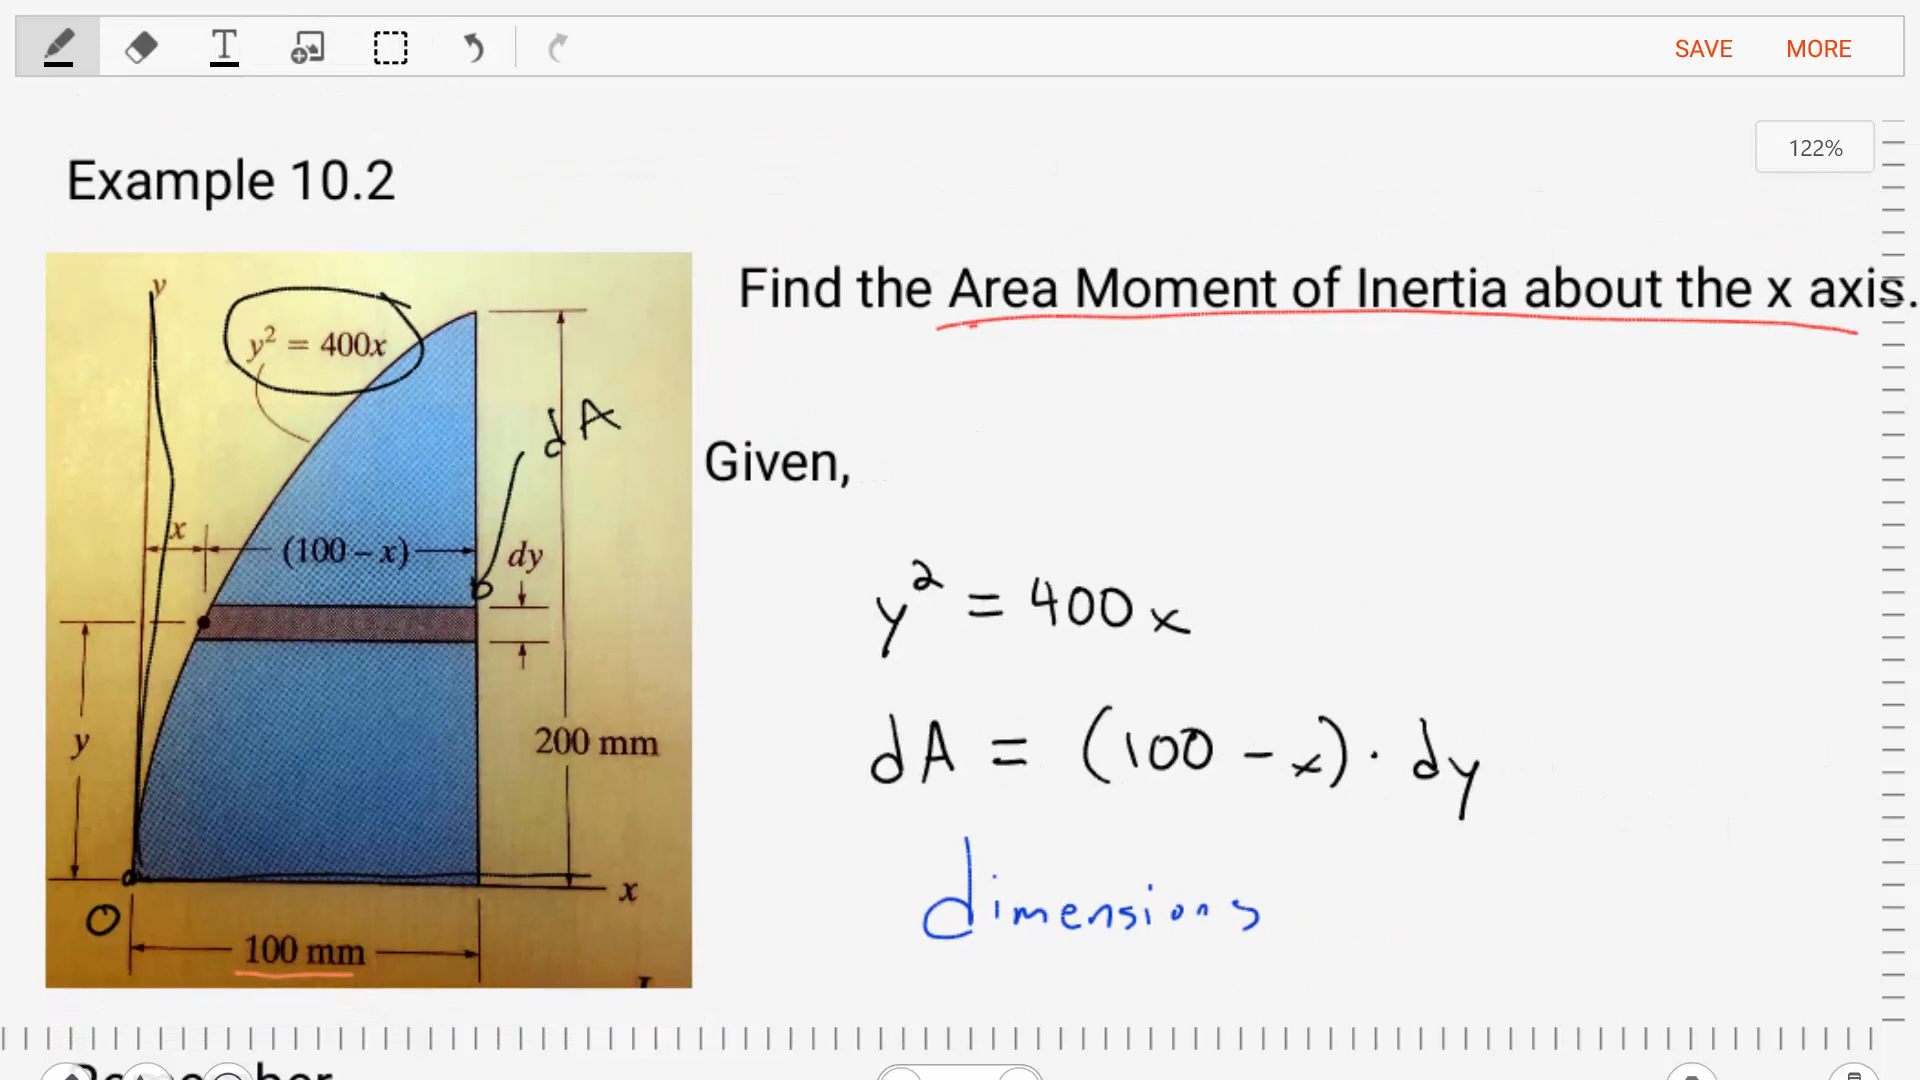 T
SAVE MORE
122%
Example 10.2
Find the Area Moment of Inertia about the x axis.
y
y² = 400x
dA
Given,
x
(100 – x)
dy
y² = 400x
y
200 mm
dA = (100 - x) · dy
x
dimensions
O
100 mm